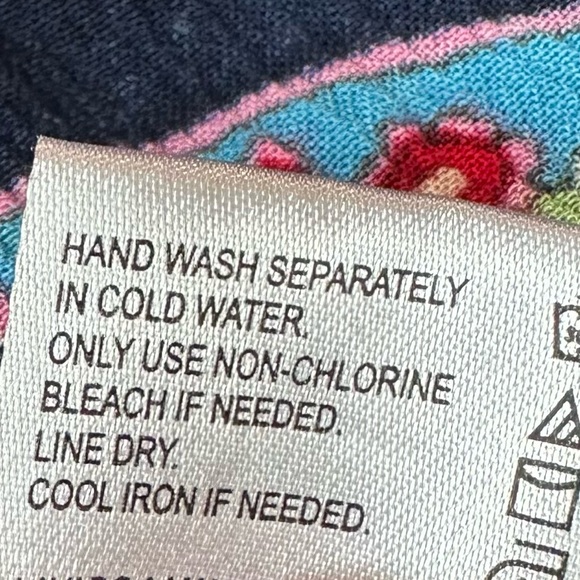 HAND WASH SEPARATELY
IN COLD WATER.
ONLY USE NON-CHLORINE
BLEACH IF NEEDED.
LINE DRY.
COOL IRON IF NEEDED.